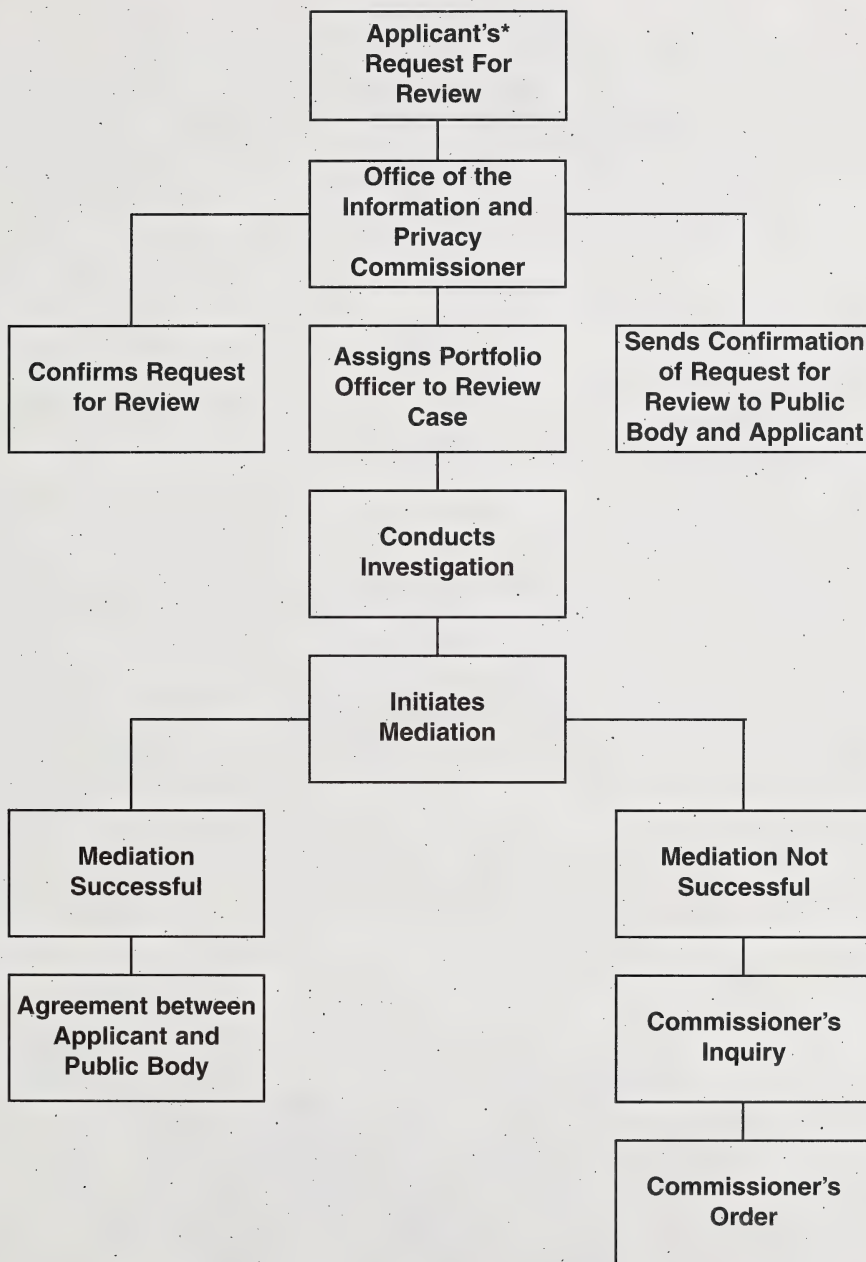 Applicant's*
Request For
Review
Office of the
Information and
Privacy
Commissioner
Confirms Request
for Review
Assigns Portfolio
Officer to Review
Case
Sends Confirmation
of Request for
Review to Public
Body and Applicant
Conducts
Investigation
Initiates
Mediation
Mediation
Successful
Mediation Not
Successful
Agreement between
Applicant and
Public Body
Commissioner's
Inquiry
Commissioner's
Order